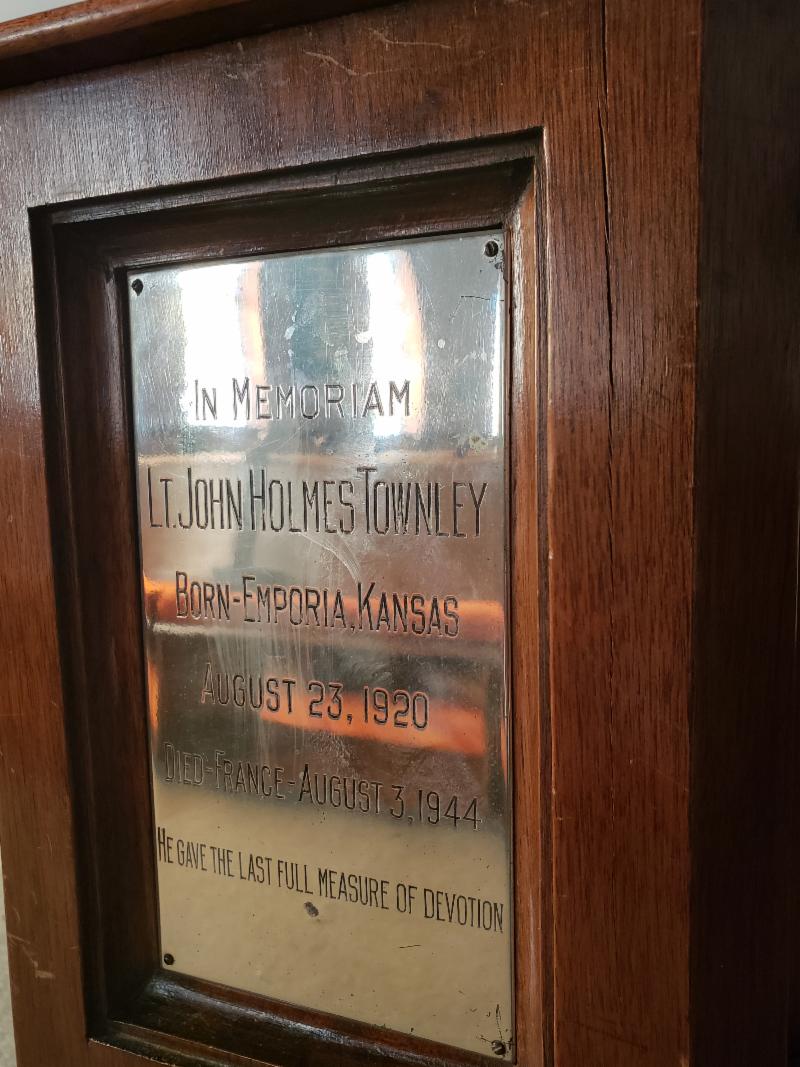 In Memoriam
Lt. John Holmes Townley
Born-Emporia, Kansas
August 23, 1920
Died-France-August 3, 1944
He gave the last full measure of devotion